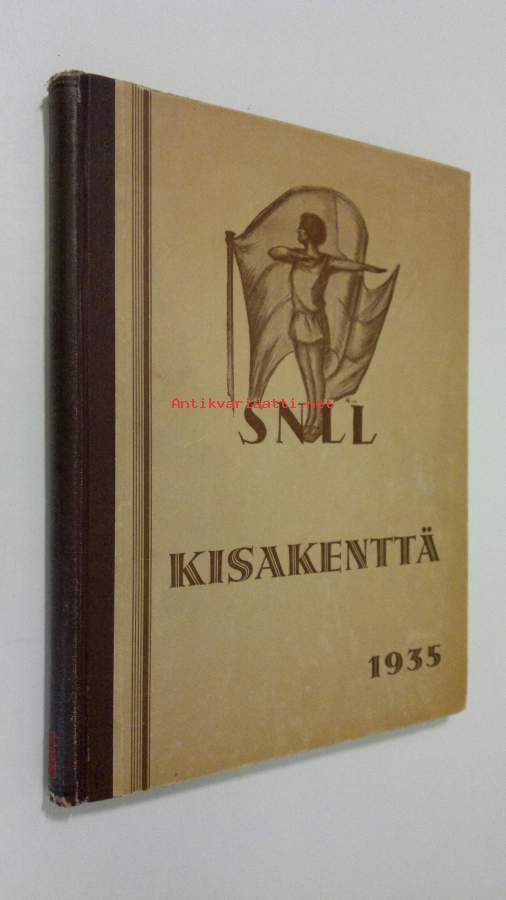 Antikvariaatti.net
SNLL
KISAKENTTÄ
1935